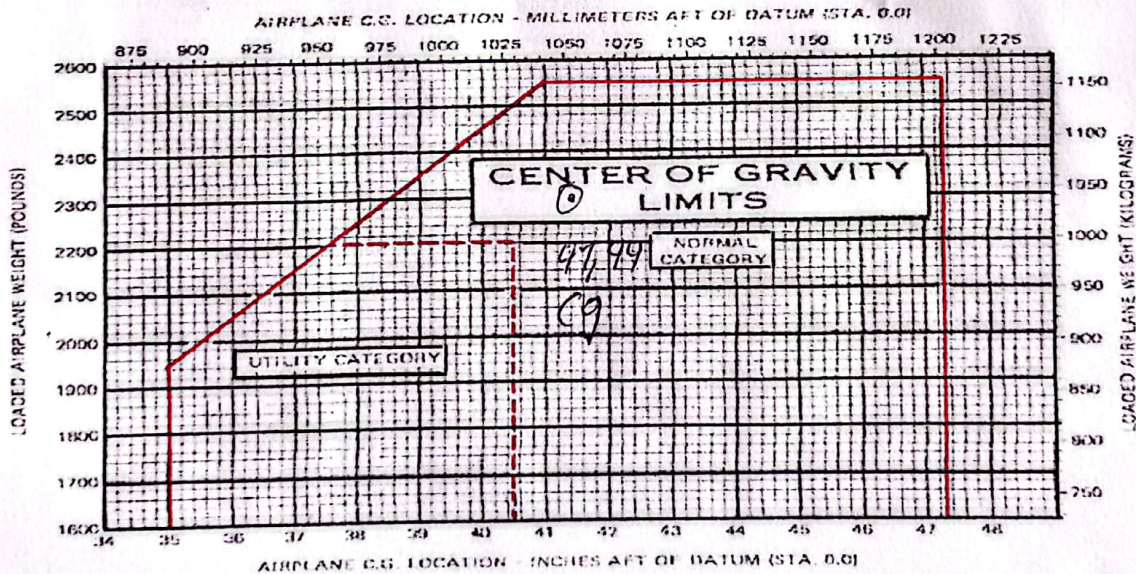 AIRPLANE C.G. LOCATION - MILLIMETERS AFT OF DATUM (STA. 0.0)
875 900 925 950 975 1000 1025 1050 1075 1100 1125 1150 1175 1200 1225
LOADED AIRPLANE WEIGHT (POUNDS)
2600
2500
2400
2300
2200
2100
2000
1900
1800
1700
1600
CENTER OF GRAVITY
LIMITS
NORMAL
CATEGORY
41,99
Cg
UTILITY CATEGORY
1150
1100
1050
1000
950
900
850
800
750
LOADED AIRPLANE WEIGHT (KILOGRAMS)
34 35 36 37 38 39 40 41 42 43 44 45 46 47 48
AIRPLANE C.G. LOCATION - INCHES AFT OF DATUM (STA. 0.0)